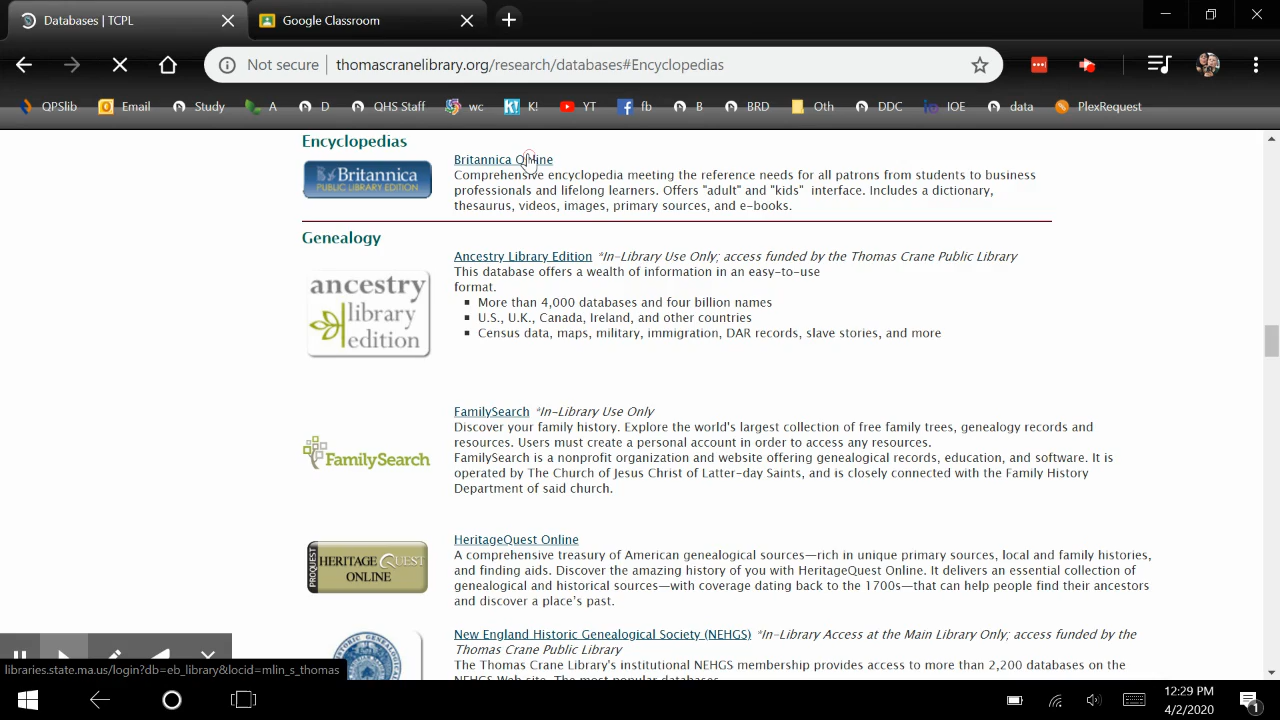 Databases | TCPL
Google Classroom
Not secure
thomascranelibrary.org/research/databases#Encyclopedias
QPSlib
Email
Study
A
D
QHS Staff
wc
K!
YT
fb
B
BRD
Oth
DDC
IOE
data
PlexRequest
Encyclopedias
Britannica
PUBLIC LIBRARY EDITION
Britannica Online
Comprehensive encyclopedia meeting the reference needs for all patrons from students to business
professionals and lifelong learners. Offers "adult" and "kids" interface. Includes a dictionary,
thesaurus, videos, images, primary sources, and e-books.
Genealogy
ancestry
library
edition
Ancestry Library Edition *In-Library Use Only; access funded by the Thomas Crane Public Library
This database offers a wealth of information in an easy-to-use
format.
More than 4,000 databases and four billion names
U.S., U.K., Canada, Ireland, and other countries
Census data, maps, military, immigration, DAR records, slave stories, and more
FamilySearch
FamilySearch *In-Library Use Only
Discover your family history. Explore the world's largest collection of free family trees, genealogy records and
resources. Users must create a personal account in order to access any resources.
FamilySearch is a nonprofit organization and website offering genealogical records, education, and software. It is
operated by The Church of Jesus Christ of Latter-day Saints, and is closely connected with the Family History
Department of said church.
PROQUEST
HERITAGE QUEST
ONLINE
HeritageQuest Online
A comprehensive treasury of American genealogical sources—rich in unique primary sources, local and family histories,
and finding aids. Discover the amazing history of you with HeritageQuest Online. It delivers an essential collection of
genealogical and historical sources—with coverage dating back to the 1700s—that can help people find their ancestors
and discover a place's past.
New England Historic Genealogical Society (NEHGS) *In-Library Access at the Main Library Only; access funded by the
Thomas Crane Public Library
The Thomas Crane Library's institutional NEHGS membership provides access to more than 2,200 databases on the
libraries.state.ma.us/login?db=eb_library&locid=mlin_s_thomas
12:29 PM
4/2/2020
1